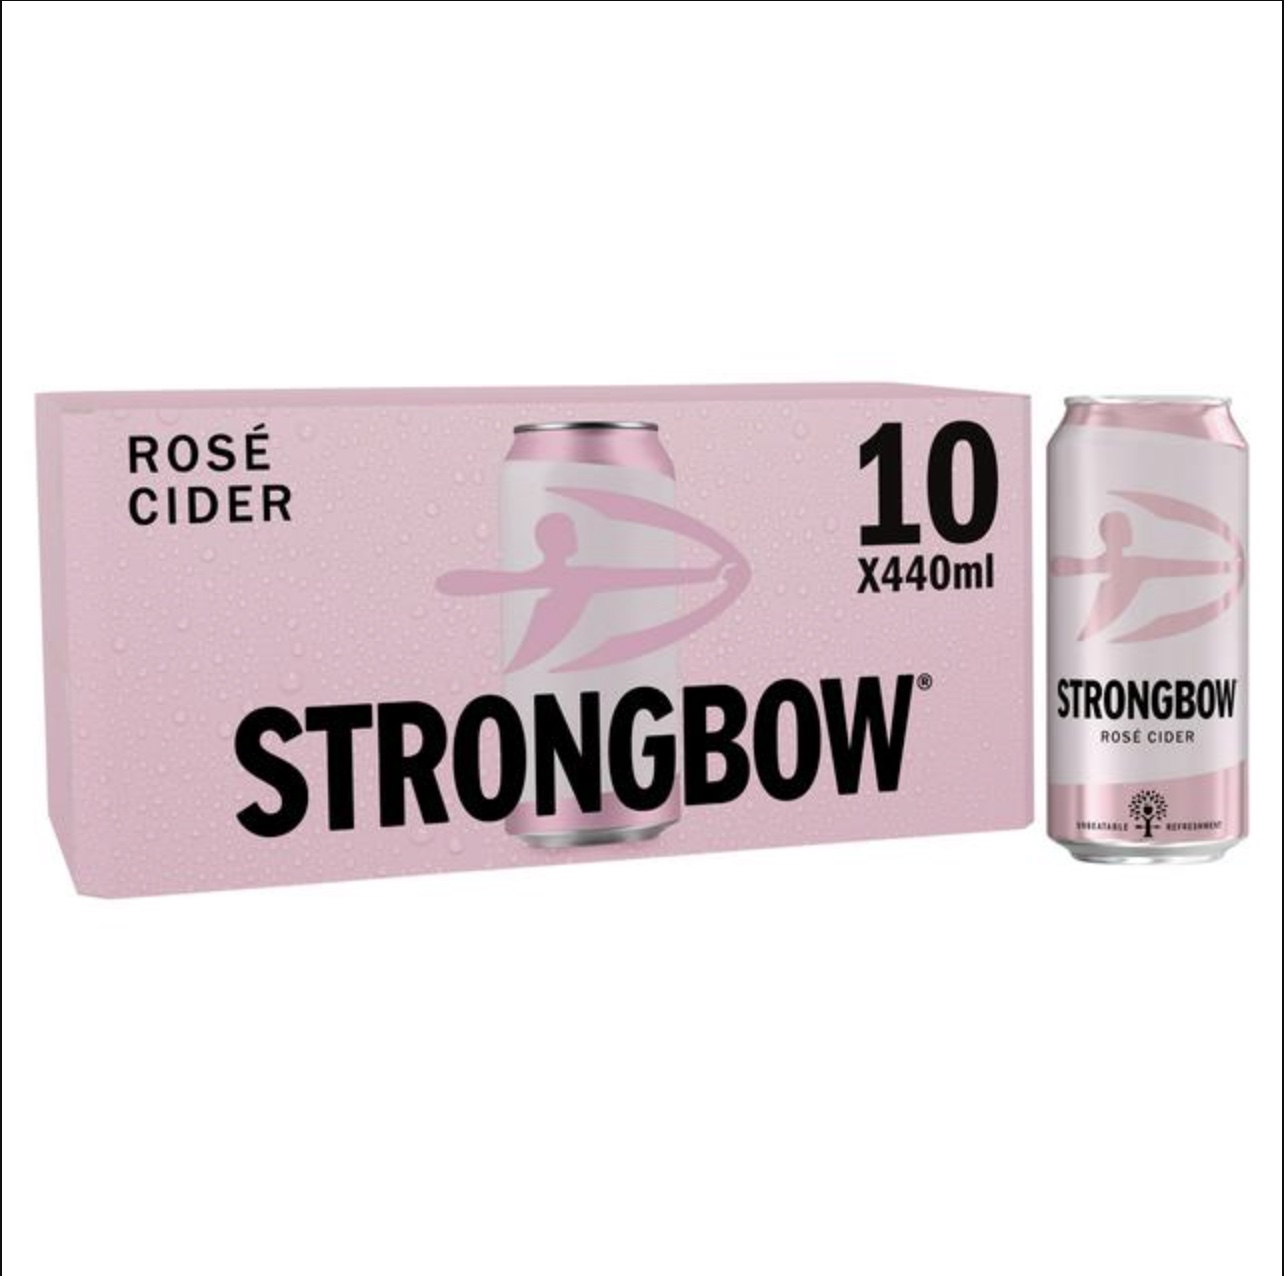 ROSÉ
CIDER
10
X440ml
STRONGBOW®
STRONGBOW
ROSÉ CIDER
UNBEATABLE REFRESHMENT